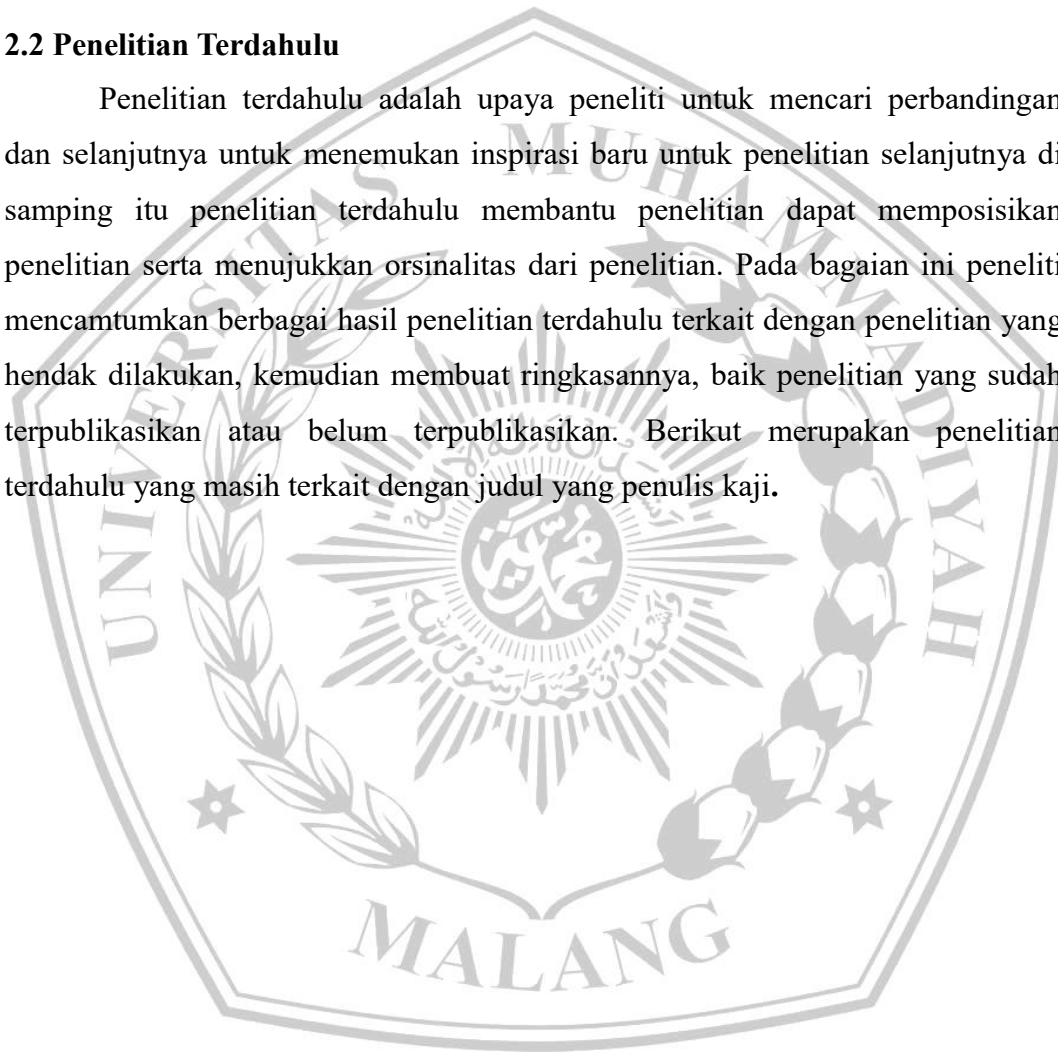 2.2 Penelitian Terdahulu
Penelitian terdahulu adalah upaya peneliti untuk mencari perbandingan
dan selanjutnya untuk menemukan inspirasi baru untuk penelitian selanjutnya di
samping itu penelitian terdahulu membantu penelitian dapat memposisikan
penelitian serta menujukkan orsinalitas dari penelitian. Pada bagaian ini peneliti
mencamtumkan berbagai hasil penelitian terdahulu terkait dengan penelitian yang
hendak dilakukan, kemudian membuat ringkasannya, baik penelitian yang sudah
terpublikasikan atau belum terpublikasikan. Berikut merupakan penelitian
terdahulu yang masih terkait dengan judul yang penulis kaji.
UNIVERSITAS MUHAMMADIYAH
MALANG